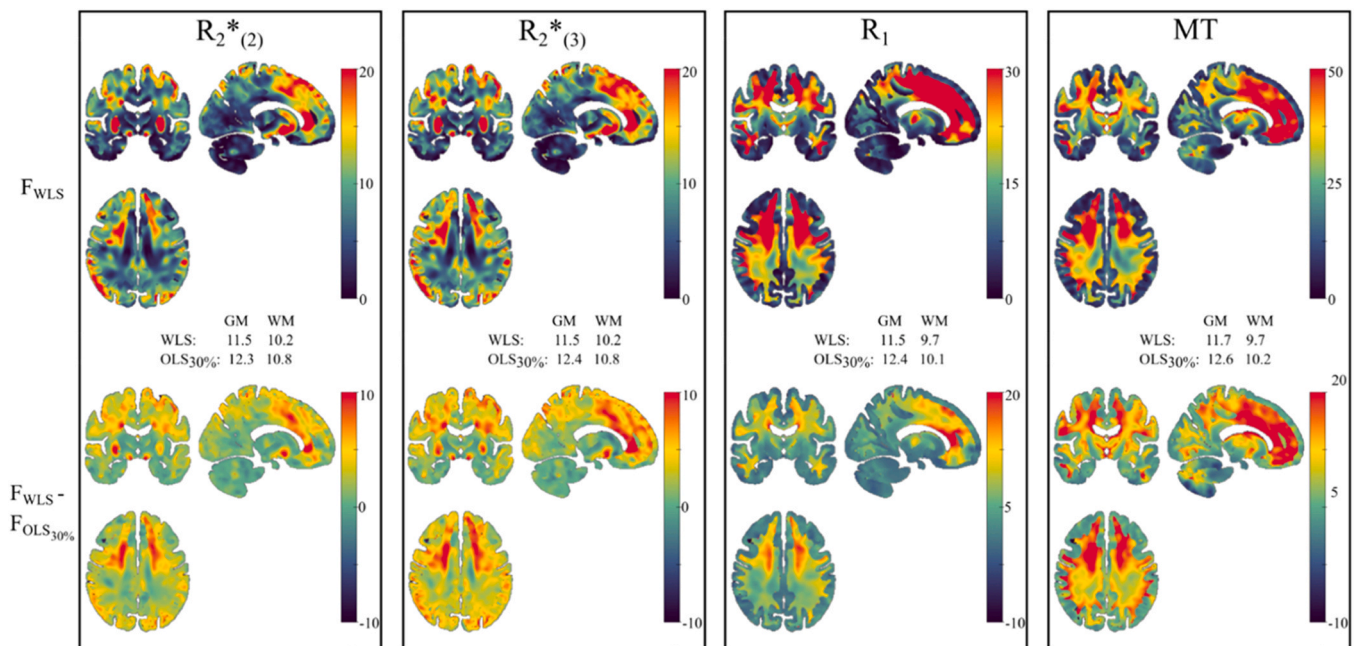 R2*(2)
R2*(3)
R1
MT
FWLS
20
10
0
20
10
0
30
15
0
50
25
0
GM WM
WLS: 11.5 10.2
OLS30%: 12.3 10.8
GM WM
WLS: 11.5 10.2
OLS30%: 12.4 10.8
GM WM
WLS: 11.5 9.7
OLS30%: 12.4 10.1
GM WM
WLS: 11.7 9.7
OLS30%: 12.6 10.2
FWLS -
FOLS30%
10
0
-10
10
0
-10
20
5
-10
20
5
-10